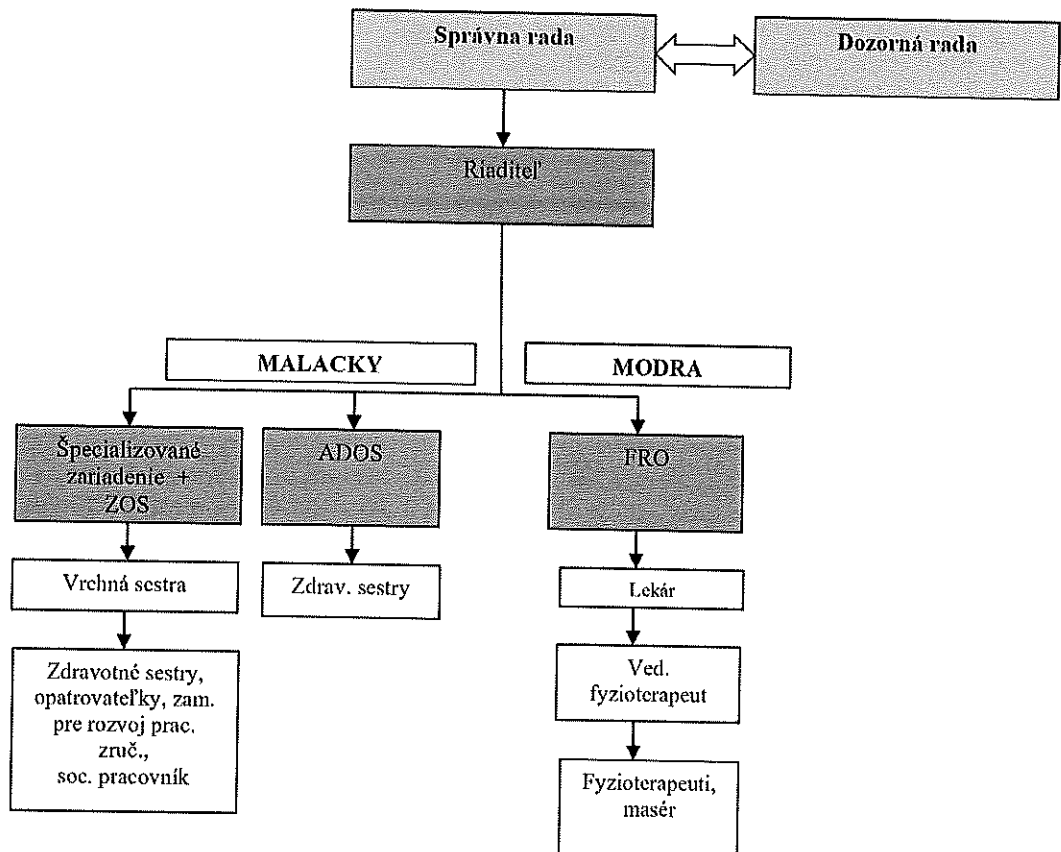 Správna rada
Dozorná rada
Riaditeľ
MALACKY
MODRA
Špecializované
zariadenie +
ZOS
ADOS
FRO
Vrchná sestra
Zdrav. sestry
Lekár
Zdravotné sestry,
opatrovateľky, zam.
pre rozvoj prac.
zruč.,
soc. pracovník
Ved.
fyzioterapeut
Fyzioterapeuti,
masér